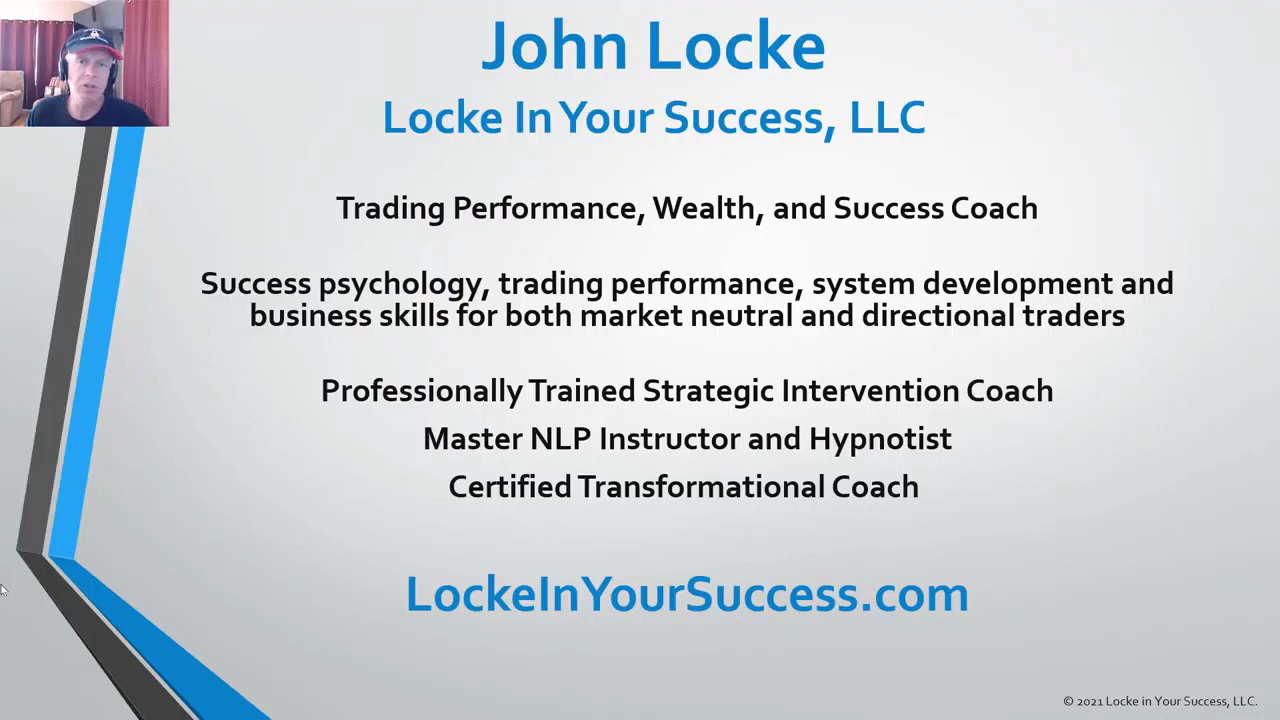 John Locke
Locke In Your Success, LLC
Trading Performance, Wealth, and Success Coach
Success psychology, trading performance, system development and
business skills for both market neutral and directional traders
Professionally Trained Strategic Intervention Coach
Master NLP Instructor and Hypnotist
Certified Transformational Coach
LockeInYourSuccess.com
© 2021 Locke in Your Success, LLC.